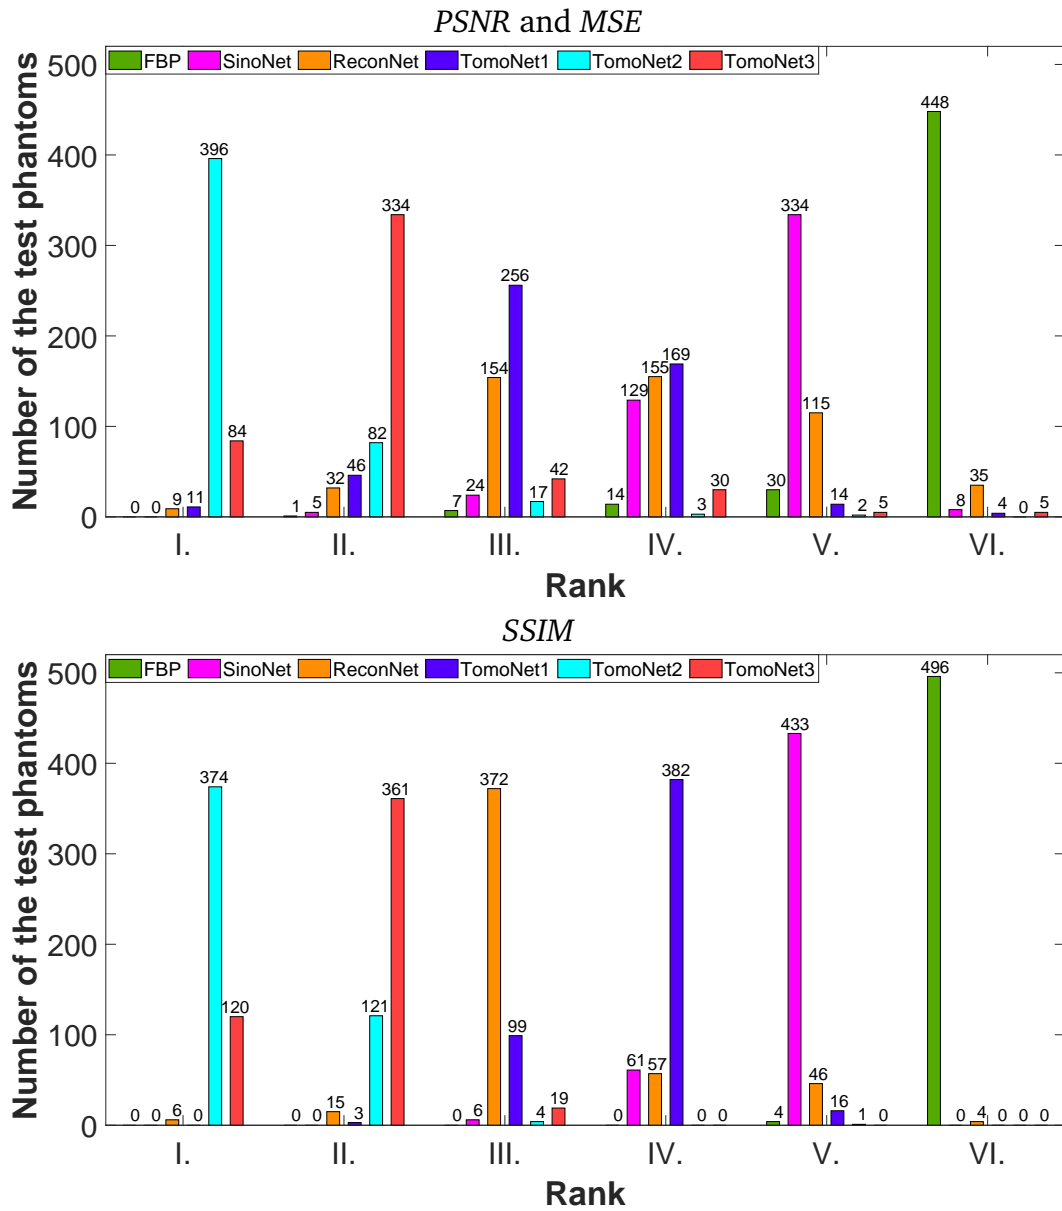 PSNR and MSE
FBP SinoNet ReconNet TomoNet1 TomoNet2 TomoNet3
Number of the test phantoms
500
400
300
200
100
0
0 0 9 11 396 84
1 5 32 46 82 334
7 24 154 256 17 42
14 129 155 169 3 30
30 334 115 14 2 5
448 8 35 4 0 5
I. II. III. IV. V. VI.
Rank
SSIM
FBP SinoNet ReconNet TomoNet1 TomoNet2 TomoNet3
Number of the test phantoms
500
400
300
200
100
0
0 0 6 0 374 120
0 0 15 3 121 361
0 6 372 99 4 19
0 61 57 382 0 0
4 433 46 16 1 0
496 0 4 0 0 0
I. II. III. IV. V. VI.
Rank